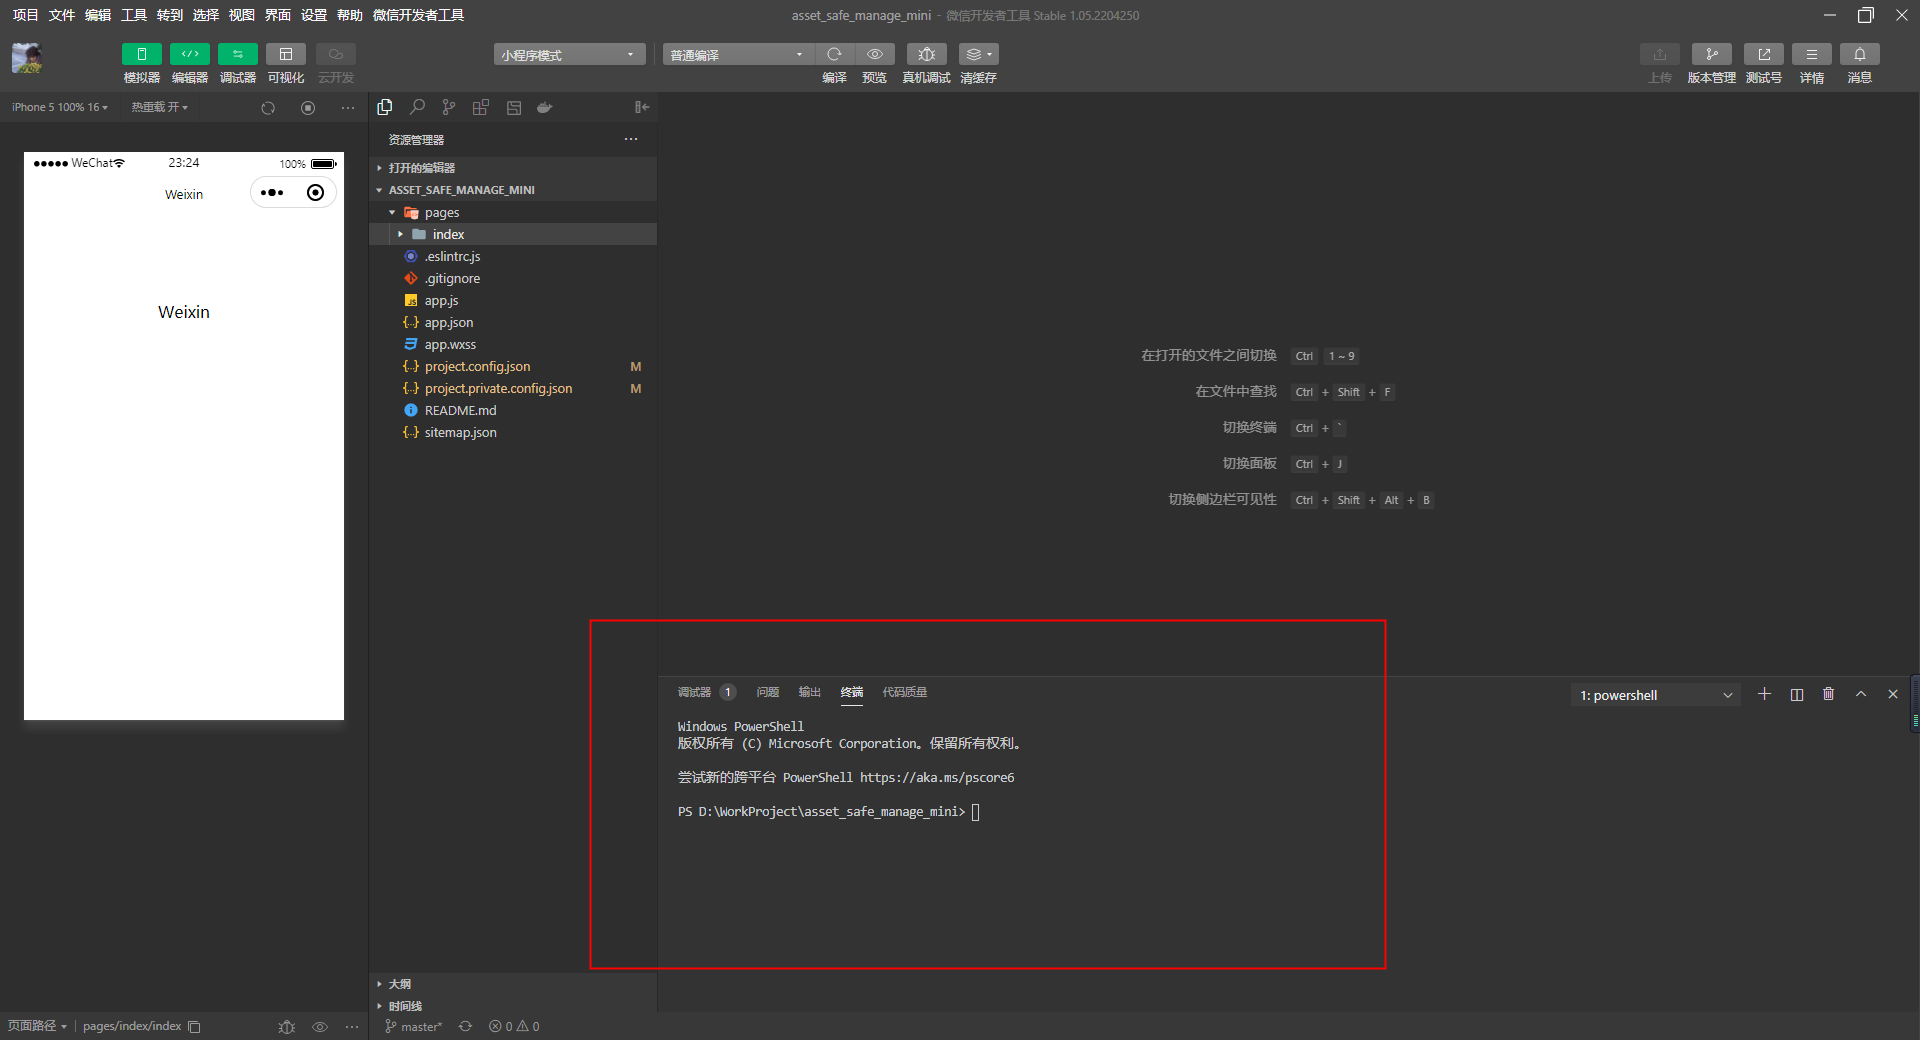 项目 文件 编辑 工具 转到 选择 视图 界面 设置 帮助 微信开发者工具
asset_safe_manage_mini - 微信开发者工具 Stable 1.05.2204250
小程序模式
普通编译
模拟器 编辑器 调试器 可视化 云开发
编译 预览 真机调试 清缓存
上传 版本管理 测试号 详情 消息
iPhone 5 100% 16
热重载 开
WeChat
23:24
100%
Weixin
Weixin
资源管理器
打开的编辑器
ASSET_SAFE_MANAGE_MINI
pages
index
.eslintrc.js
.gitignore
app.js
app.json
app.wxss
project.config.json M
project.private.config.json M
README.md
sitemap.json
在打开的文件之间切换 Ctrl 1 ~ 9
在文件中查找 Ctrl + Shift + F
切换终端 Ctrl + `
切换面板 Ctrl + J
切换侧边栏可见性 Ctrl + Shift + Alt + B
调试器 1 问题 输出 终端 代码质量
1: powershell
Windows PowerShell
版权所有 (C) Microsoft Corporation。保留所有权利。
尝试新的跨平台 PowerShell https://aka.ms/pscore6
PS D:\WorkProject\asset_safe_manage_mini>
大纲
时间线
页面路径 pages/index/index
master* 0 0